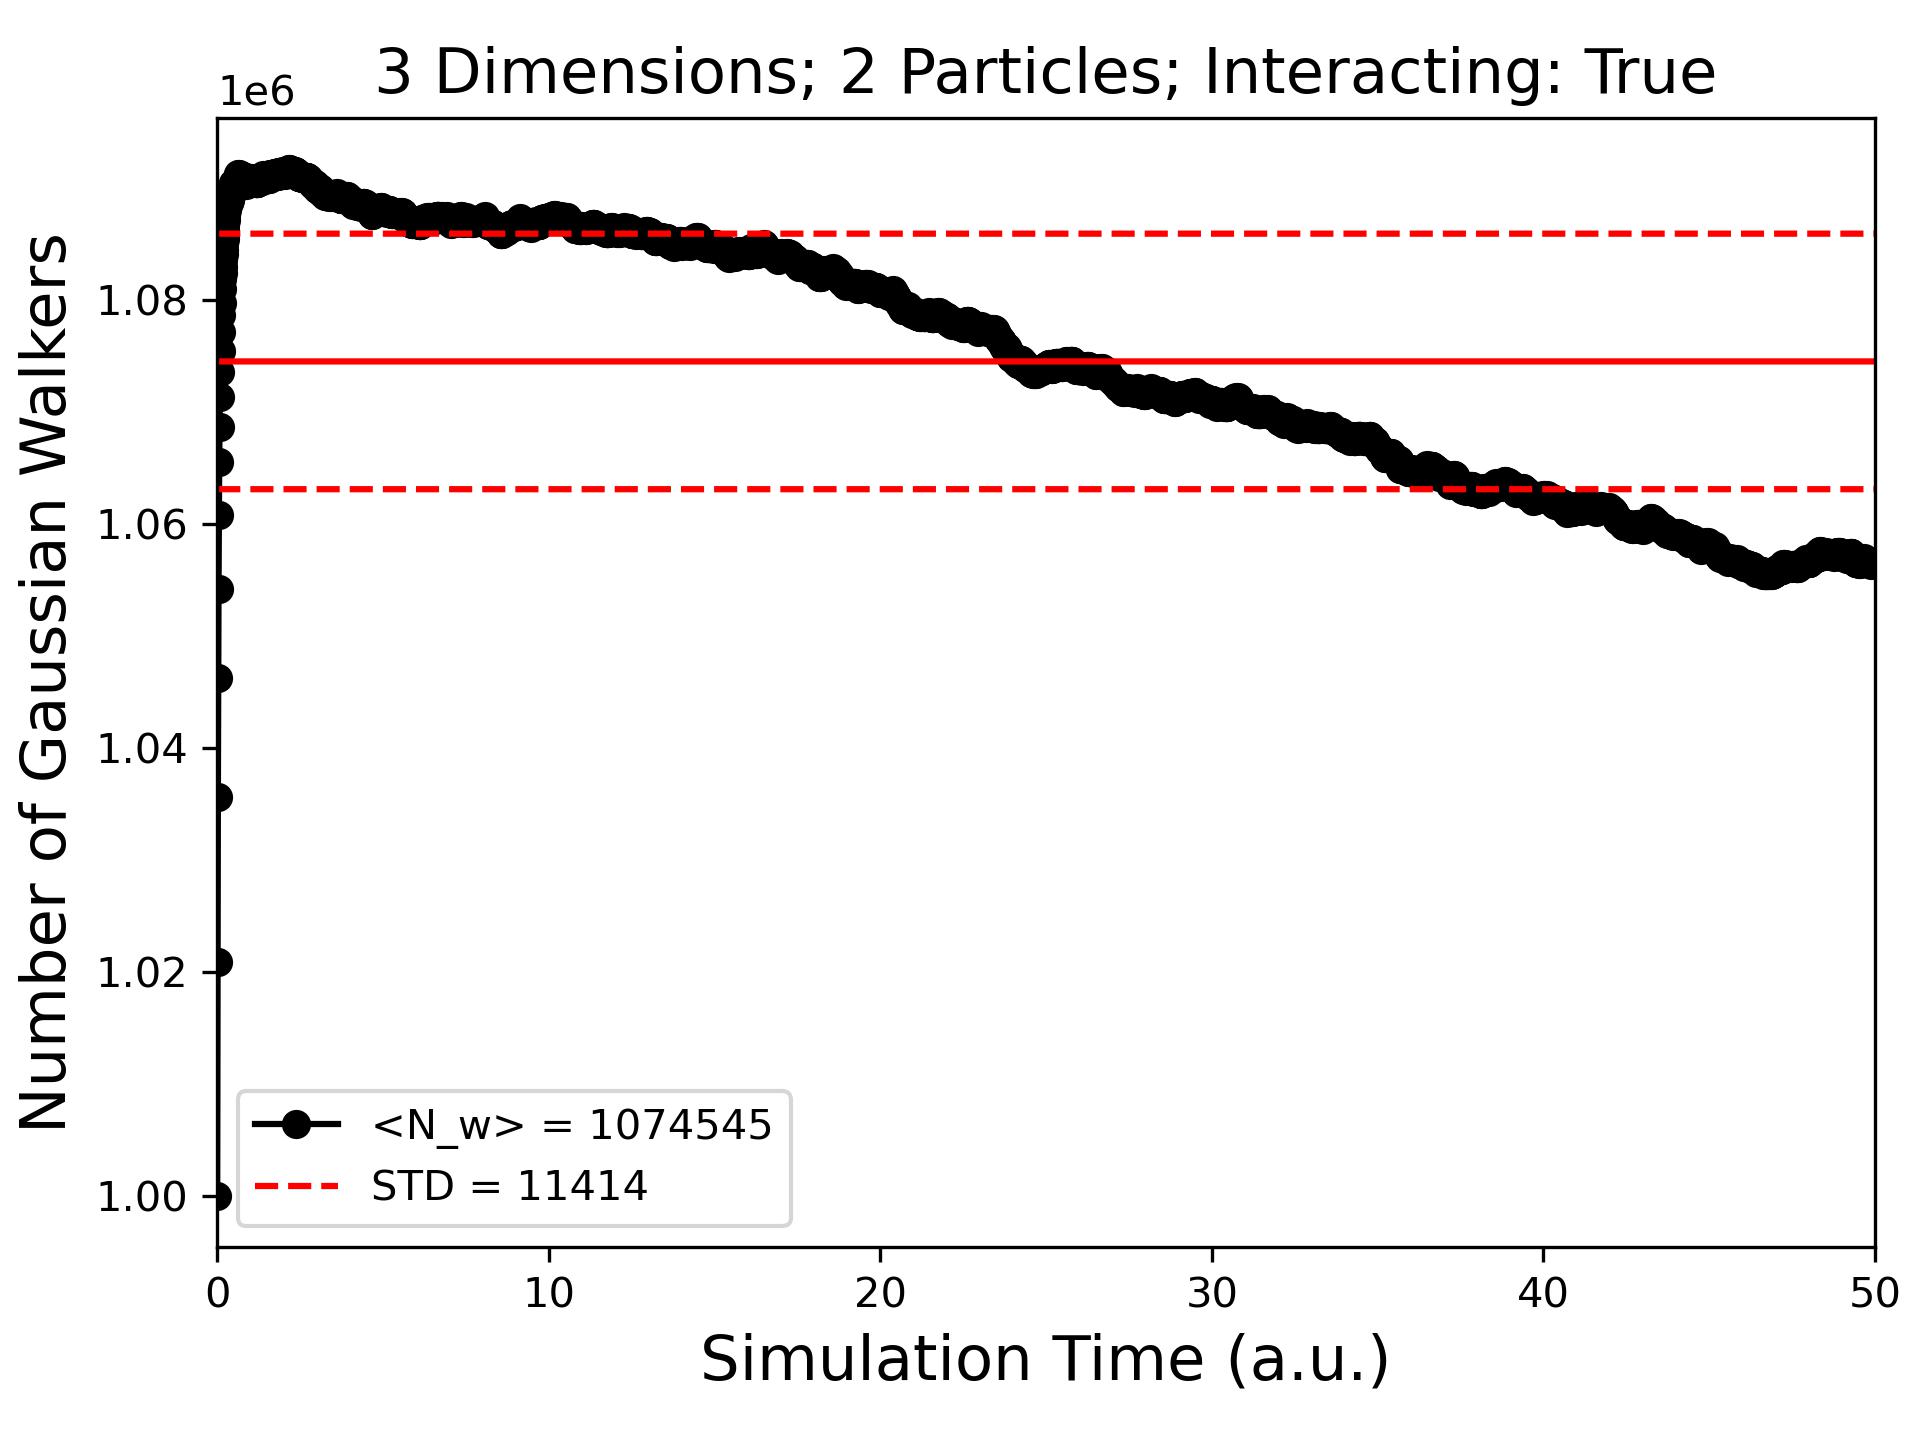 3 Dimensions; 2 Particles; Interacting: True
1e6
Number of Gaussian Walkers
1.08
1.06
1.04
1.02
1.00
<N_w> = 1074545
STD = 11414
0 10 20 30 40 50
Simulation Time (a.u.)